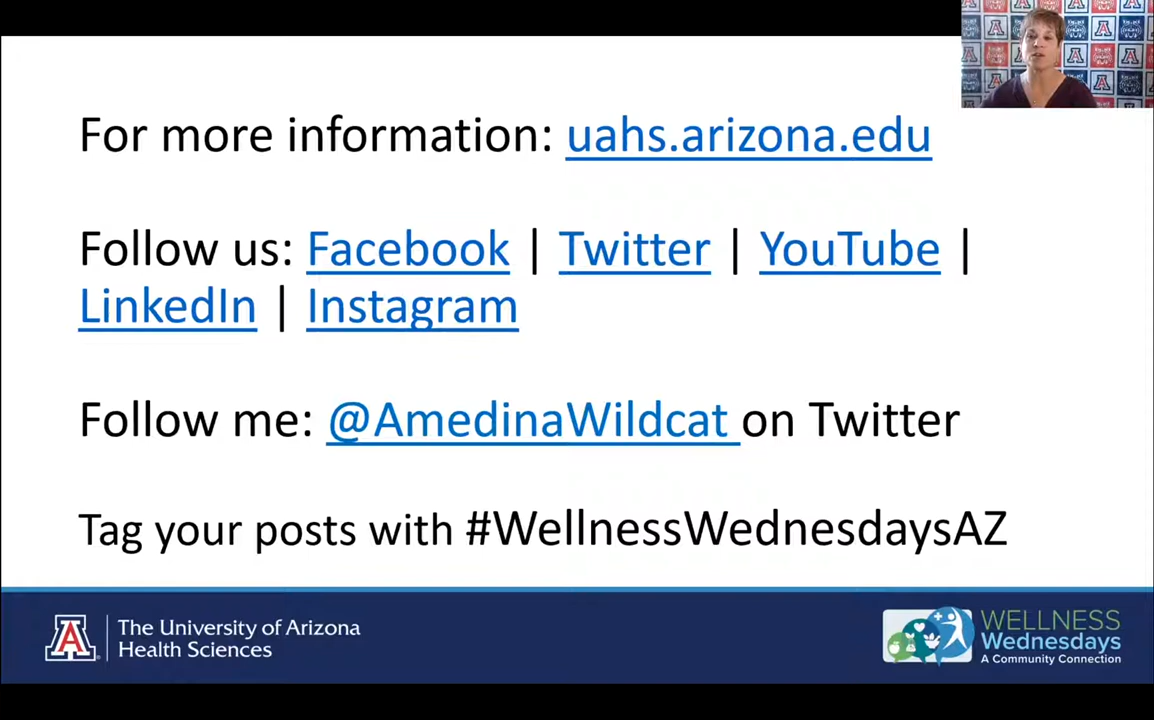 For more information: uahs.arizona.edu
Follow us: Facebook | Twitter | YouTube |
LinkedIn | Instagram
Follow me: @AmedinaWildcat on Twitter
Tag your posts with #WellnessWednesdaysAZ
A
The University of Arizona
Health Sciences
WELLNESS
Wednesdays
A Community Connection